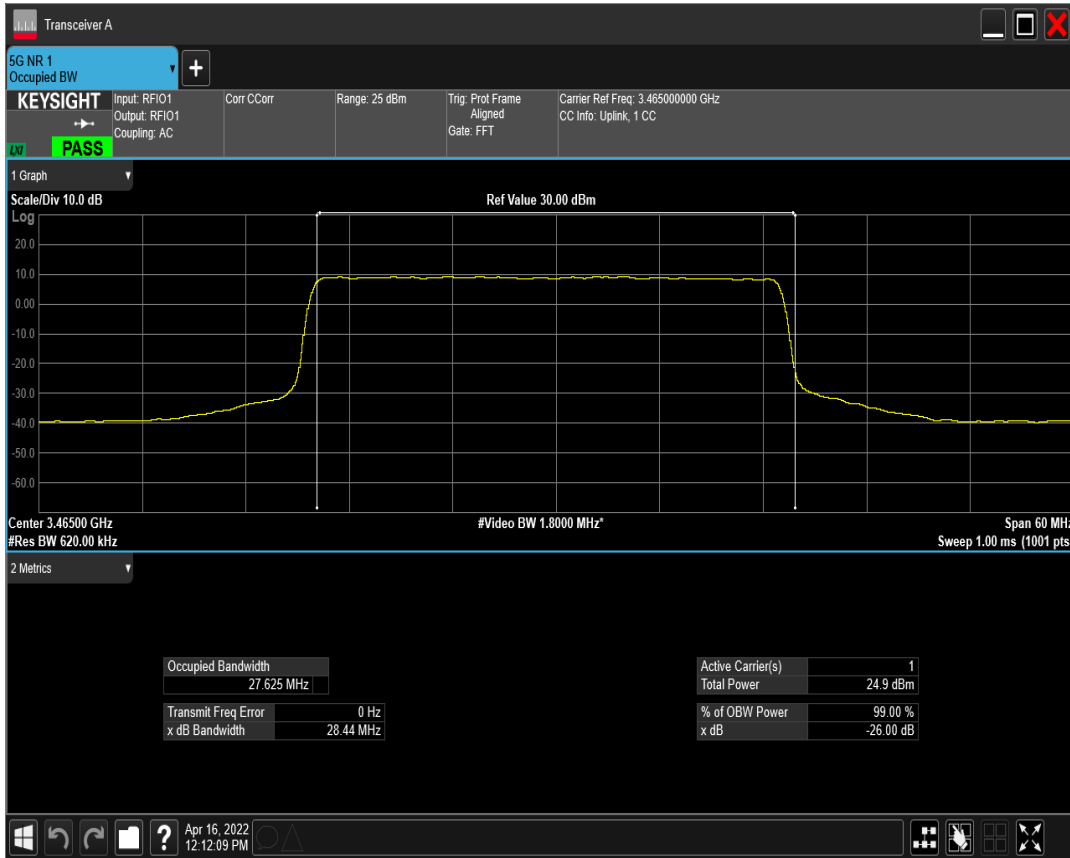 Transceiver A
5G NR 1
Occupied BW
KEYSIGHT
LXI
PASS
Input: RFIO1
Output: RFIO1
Coupling: AC
Corr CCorr
Range: 25 dBm
Trig: Prot Frame
Aligned
Gate: FFT
Carrier Ref Freq: 3.465000000 GHz
CC Info: Uplink, 1 CC
1 Graph
Scale/Div 10.0 dB
Ref Value 30.00 dBm
Log
20.0
10.0
0.00
-10.0
-20.0
-30.0
-40.0
-50.0
-60.0
Center 3.46500 GHz
#Video BW 1.8000 MHz*
Span 60 MHz
#Res BW 620.00 kHz
Sweep 1.00 ms (1001 pts
2 Metrics
Occupied Bandwidth
27.625 MHz
Transmit Freq Error 0 Hz
x dB Bandwidth 28.44 MHz
Active Carrier(s) 1
Total Power 24.9 dBm
% of OBW Power 99.00 %
x dB -26.00 dB
?
Apr 16, 2022
12:12:09 PM